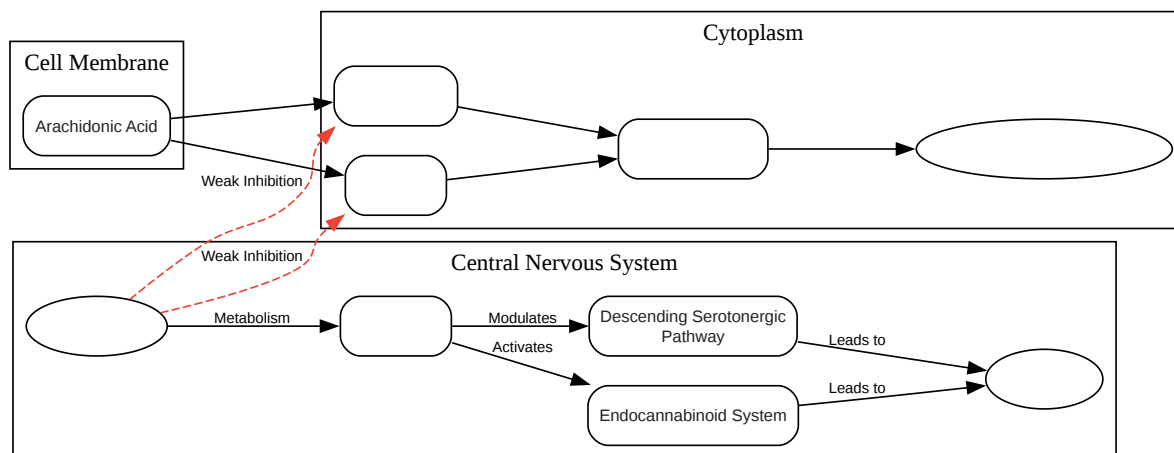 Cytoplasm
Cell Membrane
Arachidonic Acid
Weak Inhibition
Weak Inhibition
Central Nervous System
Metabolism
Modulates
Descending Serotonergic
Pathway
Leads to
Activates
Leads to
Endocannabinoid System